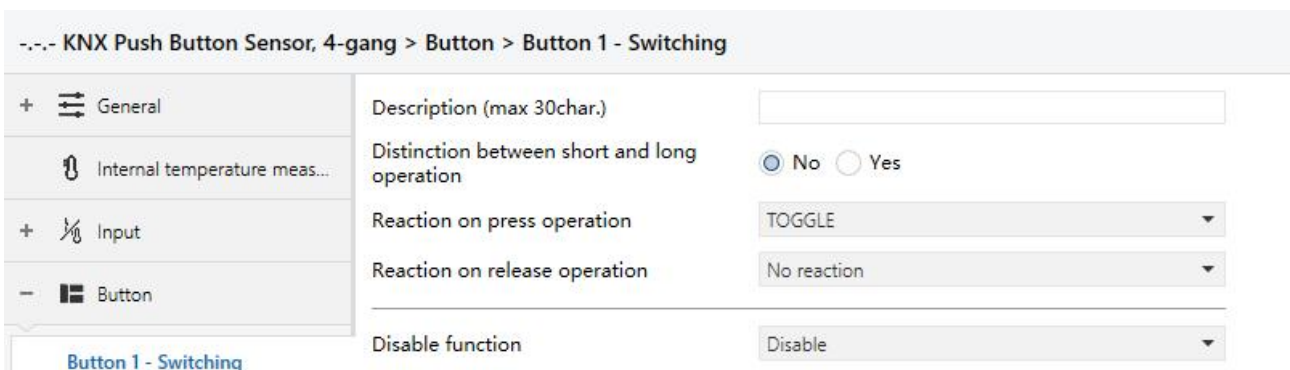 -.-.- KNX Push Button Sensor, 4-gang > Button > Button 1 - Switching
+ General
Internal temperature meas...
+ Input
− Button
Button 1 - Switching
Description (max 30char.)
Distinction between short and long
operation
No Yes
Reaction on press operation
TOGGLE
Reaction on release operation
No reaction
Disable function
Disable